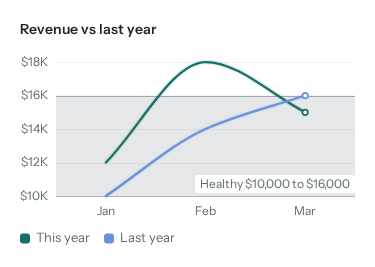 Revenue vs last year
$18K
$16K
$14K
$12K
Healthy $10,000 to $16,000
$10K
Jan Feb Mar
This year Last year